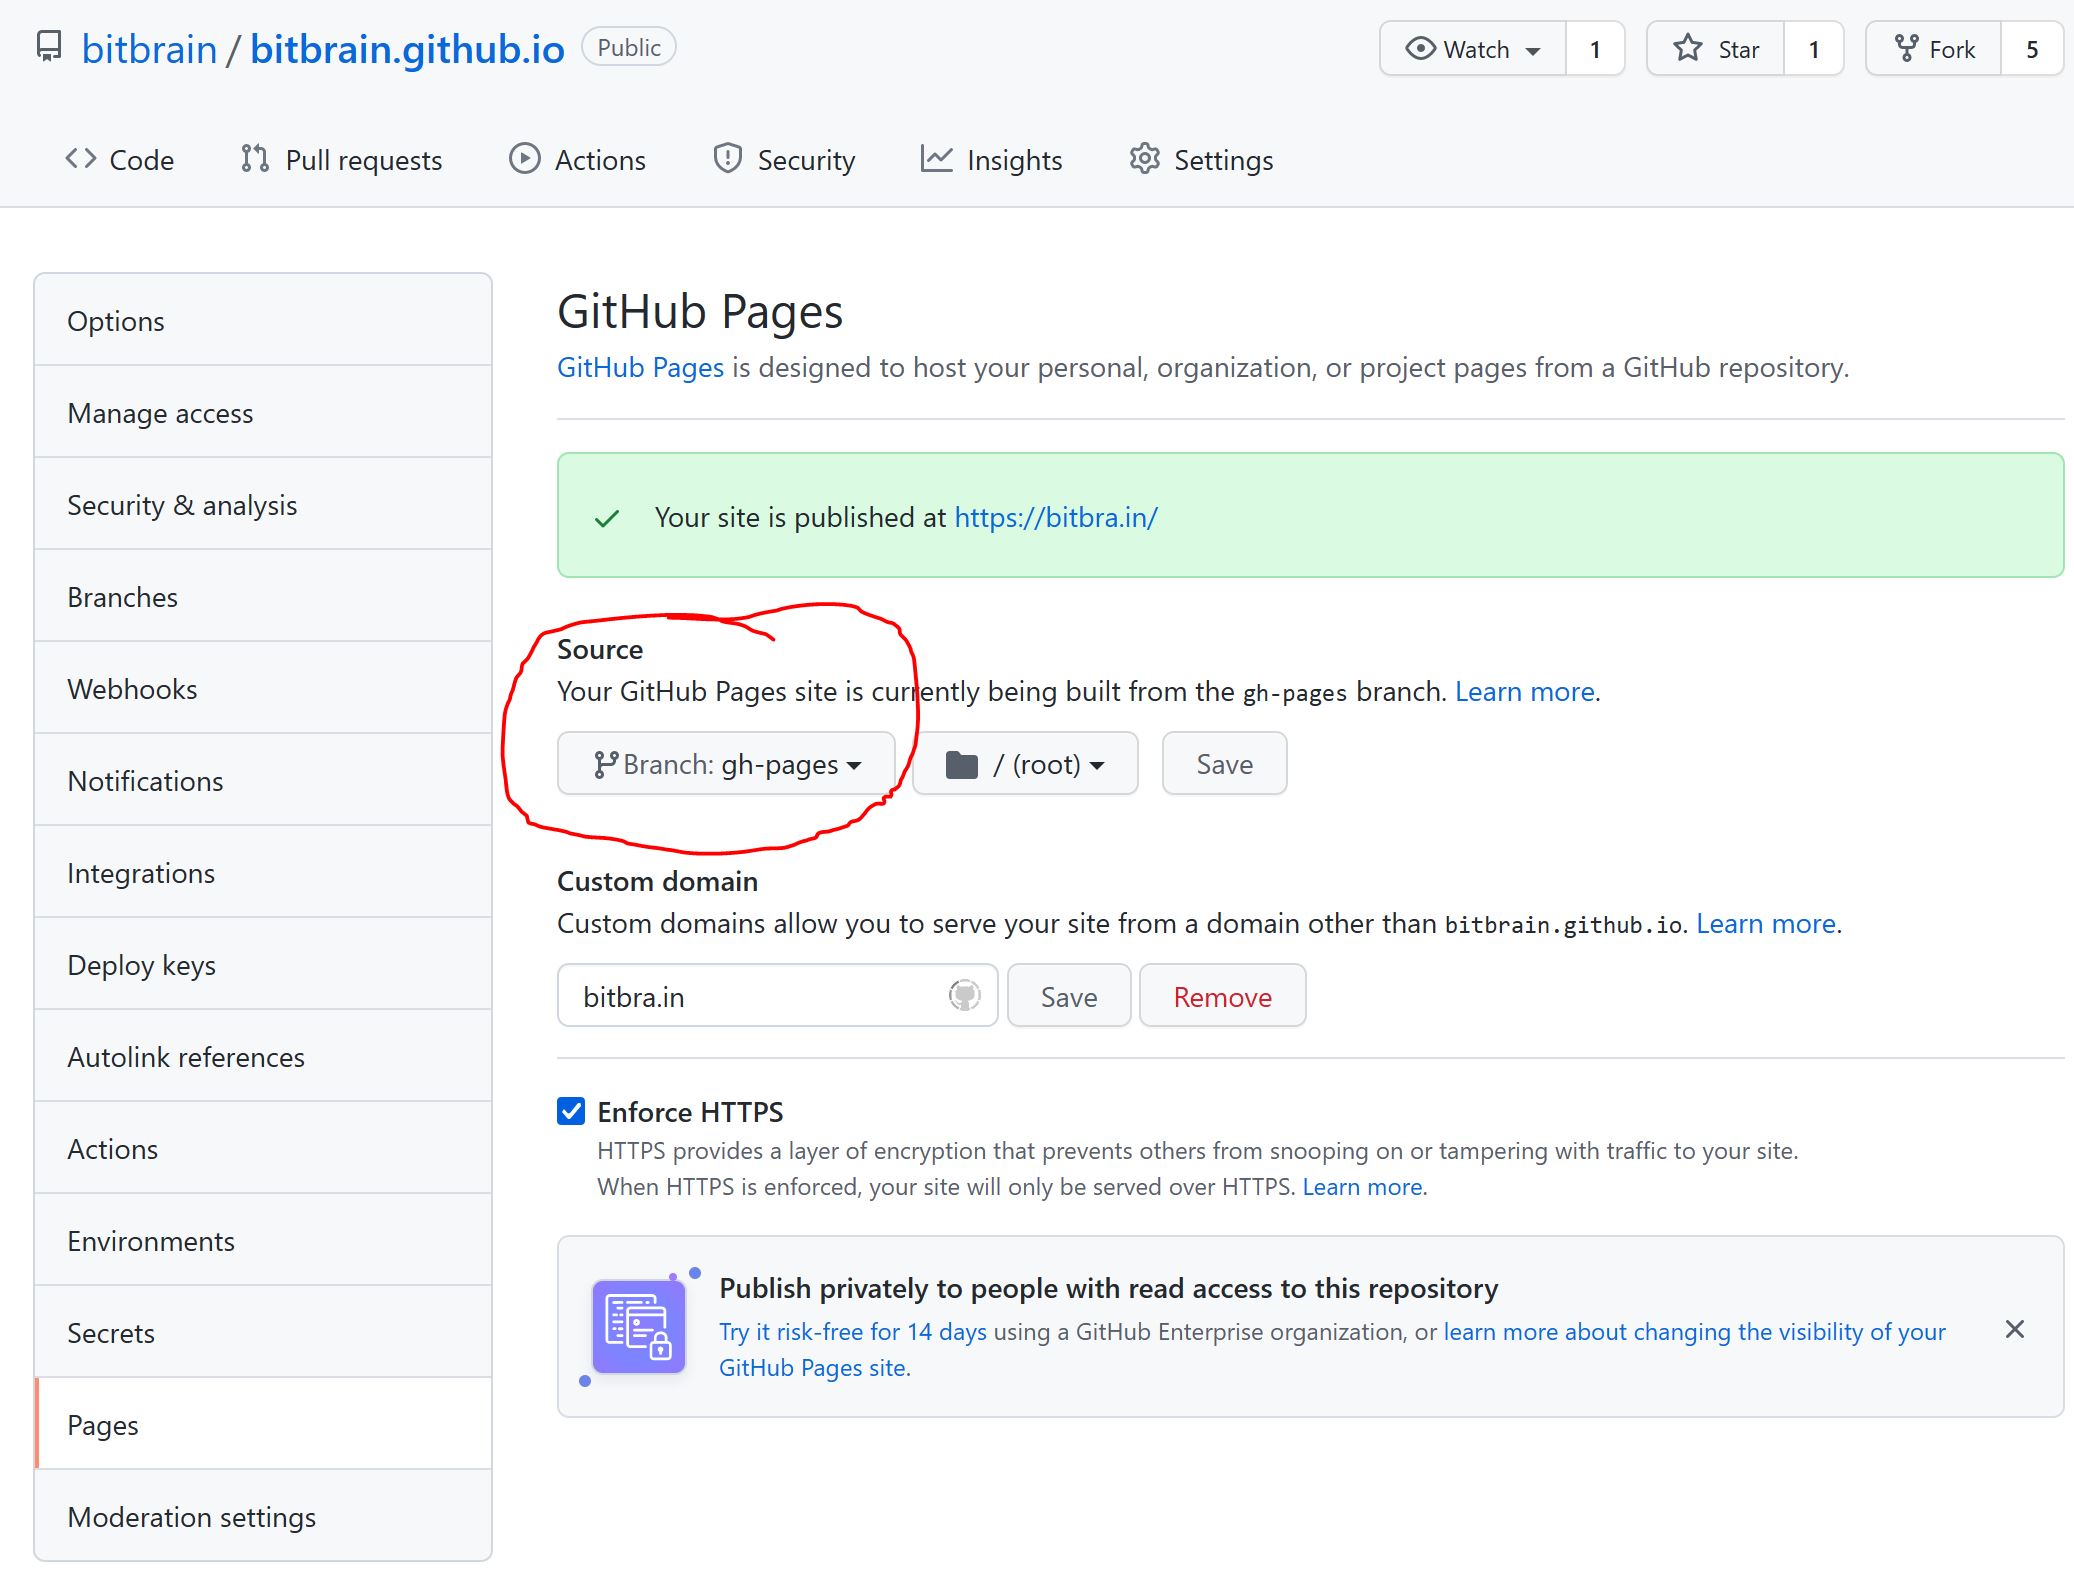 bitbrain / bitbrain.github.io Public Watch 1 Star 1 Fork 5
Code Pull requests Actions Security Insights Settings
Options
Manage access
Security & analysis
Branches
Webhooks
Notifications
Integrations
Deploy keys
Autolink references
Actions
Environments
Secrets
Pages
Moderation settings
GitHub Pages
GitHub Pages is designed to host your personal, organization, or project pages from a GitHub repository.
Your site is published at https://bitbra.in/
Source
Your GitHub Pages site is currently being built from the gh-pages branch. Learn more.
Branch: gh-pages / (root) Save
Custom domain
Custom domains allow you to serve your site from a domain other than bitbrain.github.io. Learn more.
bitbra.in Save Remove
Enforce HTTPS
HTTPS provides a layer of encryption that prevents others from snooping on or tampering with traffic to your site.
When HTTPS is enforced, your site will only be served over HTTPS. Learn more.
Publish privately to people with read access to this repository
Try it risk-free for 14 days using a GitHub Enterprise organization, or learn more about changing the visibility of your
GitHub Pages site.